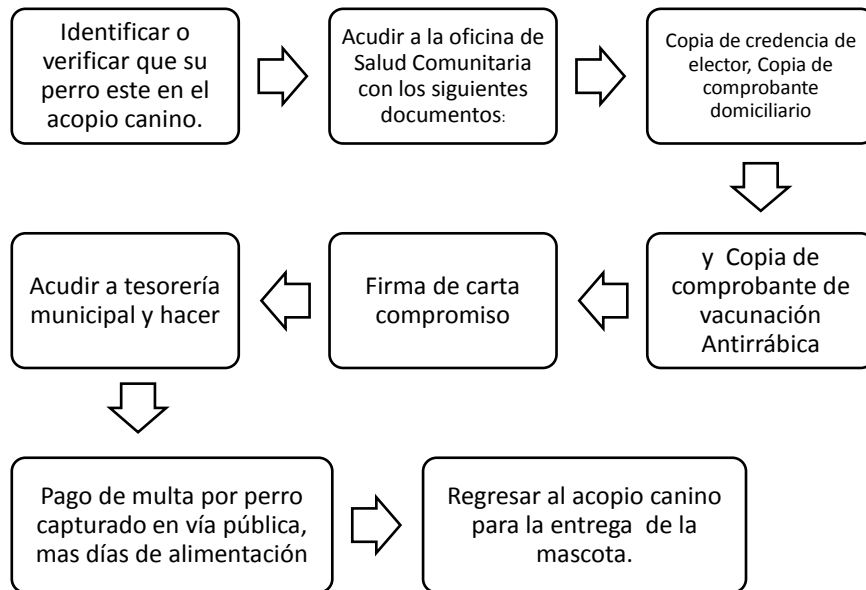 Identificar o
verificar que su
perro este en el
acopio canino.
Acudir a la oficina de
Salud Comunitaria
con los siguientes
documentos:
Copia de credencia de
elector, Copia de
comprobante
domiciliario
y Copia de
comprobante de
vacunación
Antirrábica
Firma de carta
compromiso
Acudir a tesorería
municipal y hacer
Pago de multa por perro
capturado en vía pública,
mas días de alimentación
Regresar al acopio canino
para la entrega de la
mascota.